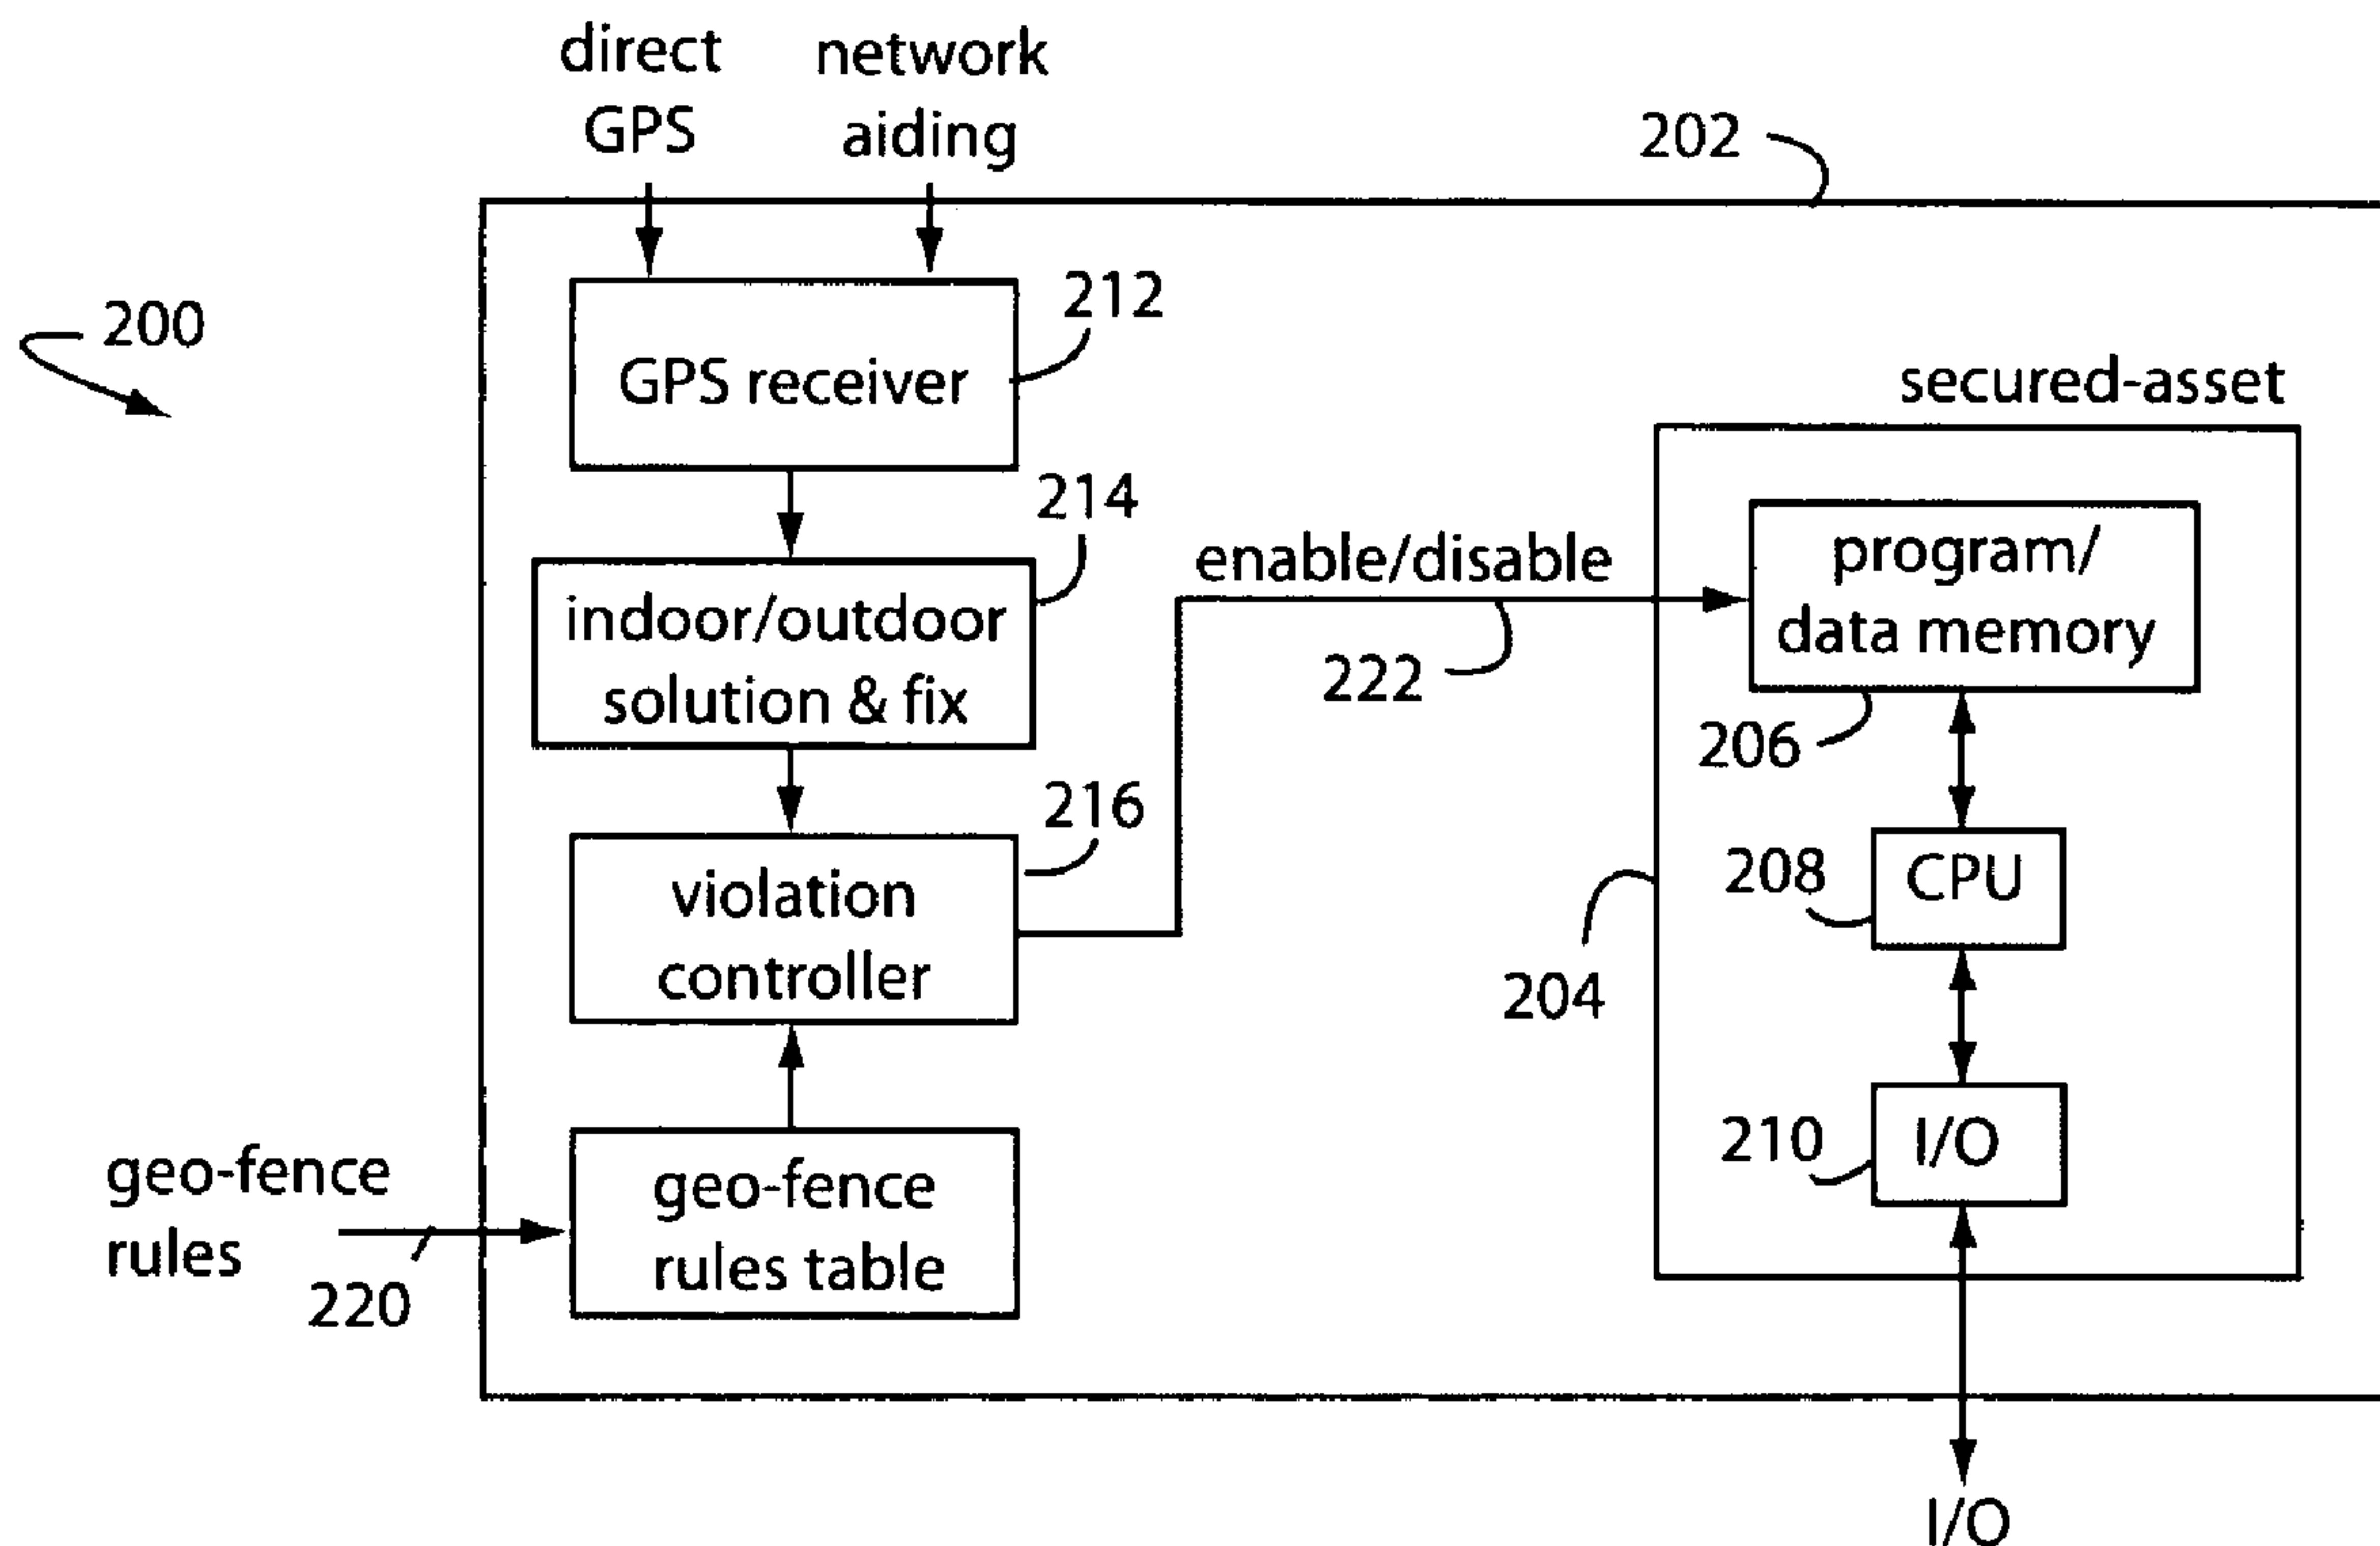 direct
GPS
network
aiding
202
200
212
GPS receiver
secured-asset
214
indoor/outdoor
solution & fix
enable/disable
222
program/
data memory
206
216
violation
controller
208
CPU
204
210
I/O
geo-fence
rules
220
geo-fence
rules table
I/O